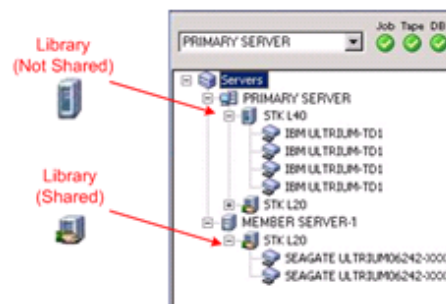 Library
(Not Shared)
Library
(Shared)
Job Tape DB
PRIMARY SERVER
Servers
PRIMARY SERVER
STK L40
IBM ULTRIUM-TD1
IBM ULTRIUM-TD1
IBM ULTRIUM-TD1
IBM ULTRIUM-TD1
STK L20
MEMBER SERVER-1
STK L20
SEAGATE ULTRIUM06242-XXX
SEAGATE ULTRIUM06242-XXX